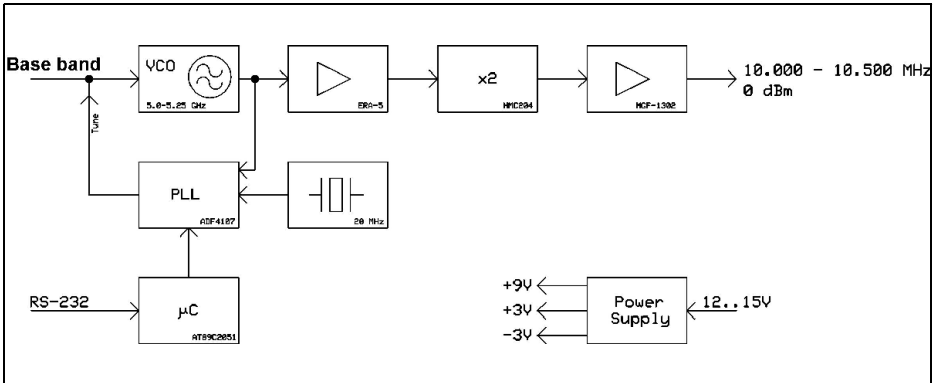 Base band
VCO
5.0-5.25 GHz
ERA-5
x2
HMC204
MGF-1302
10.000 - 10.500 MHz
0 dBm
Tune
PLL
ADF4107
20 MHz
RS-232
µC
AT89C2051
+9V
+3V
-3V
Power
Supply
12..15V